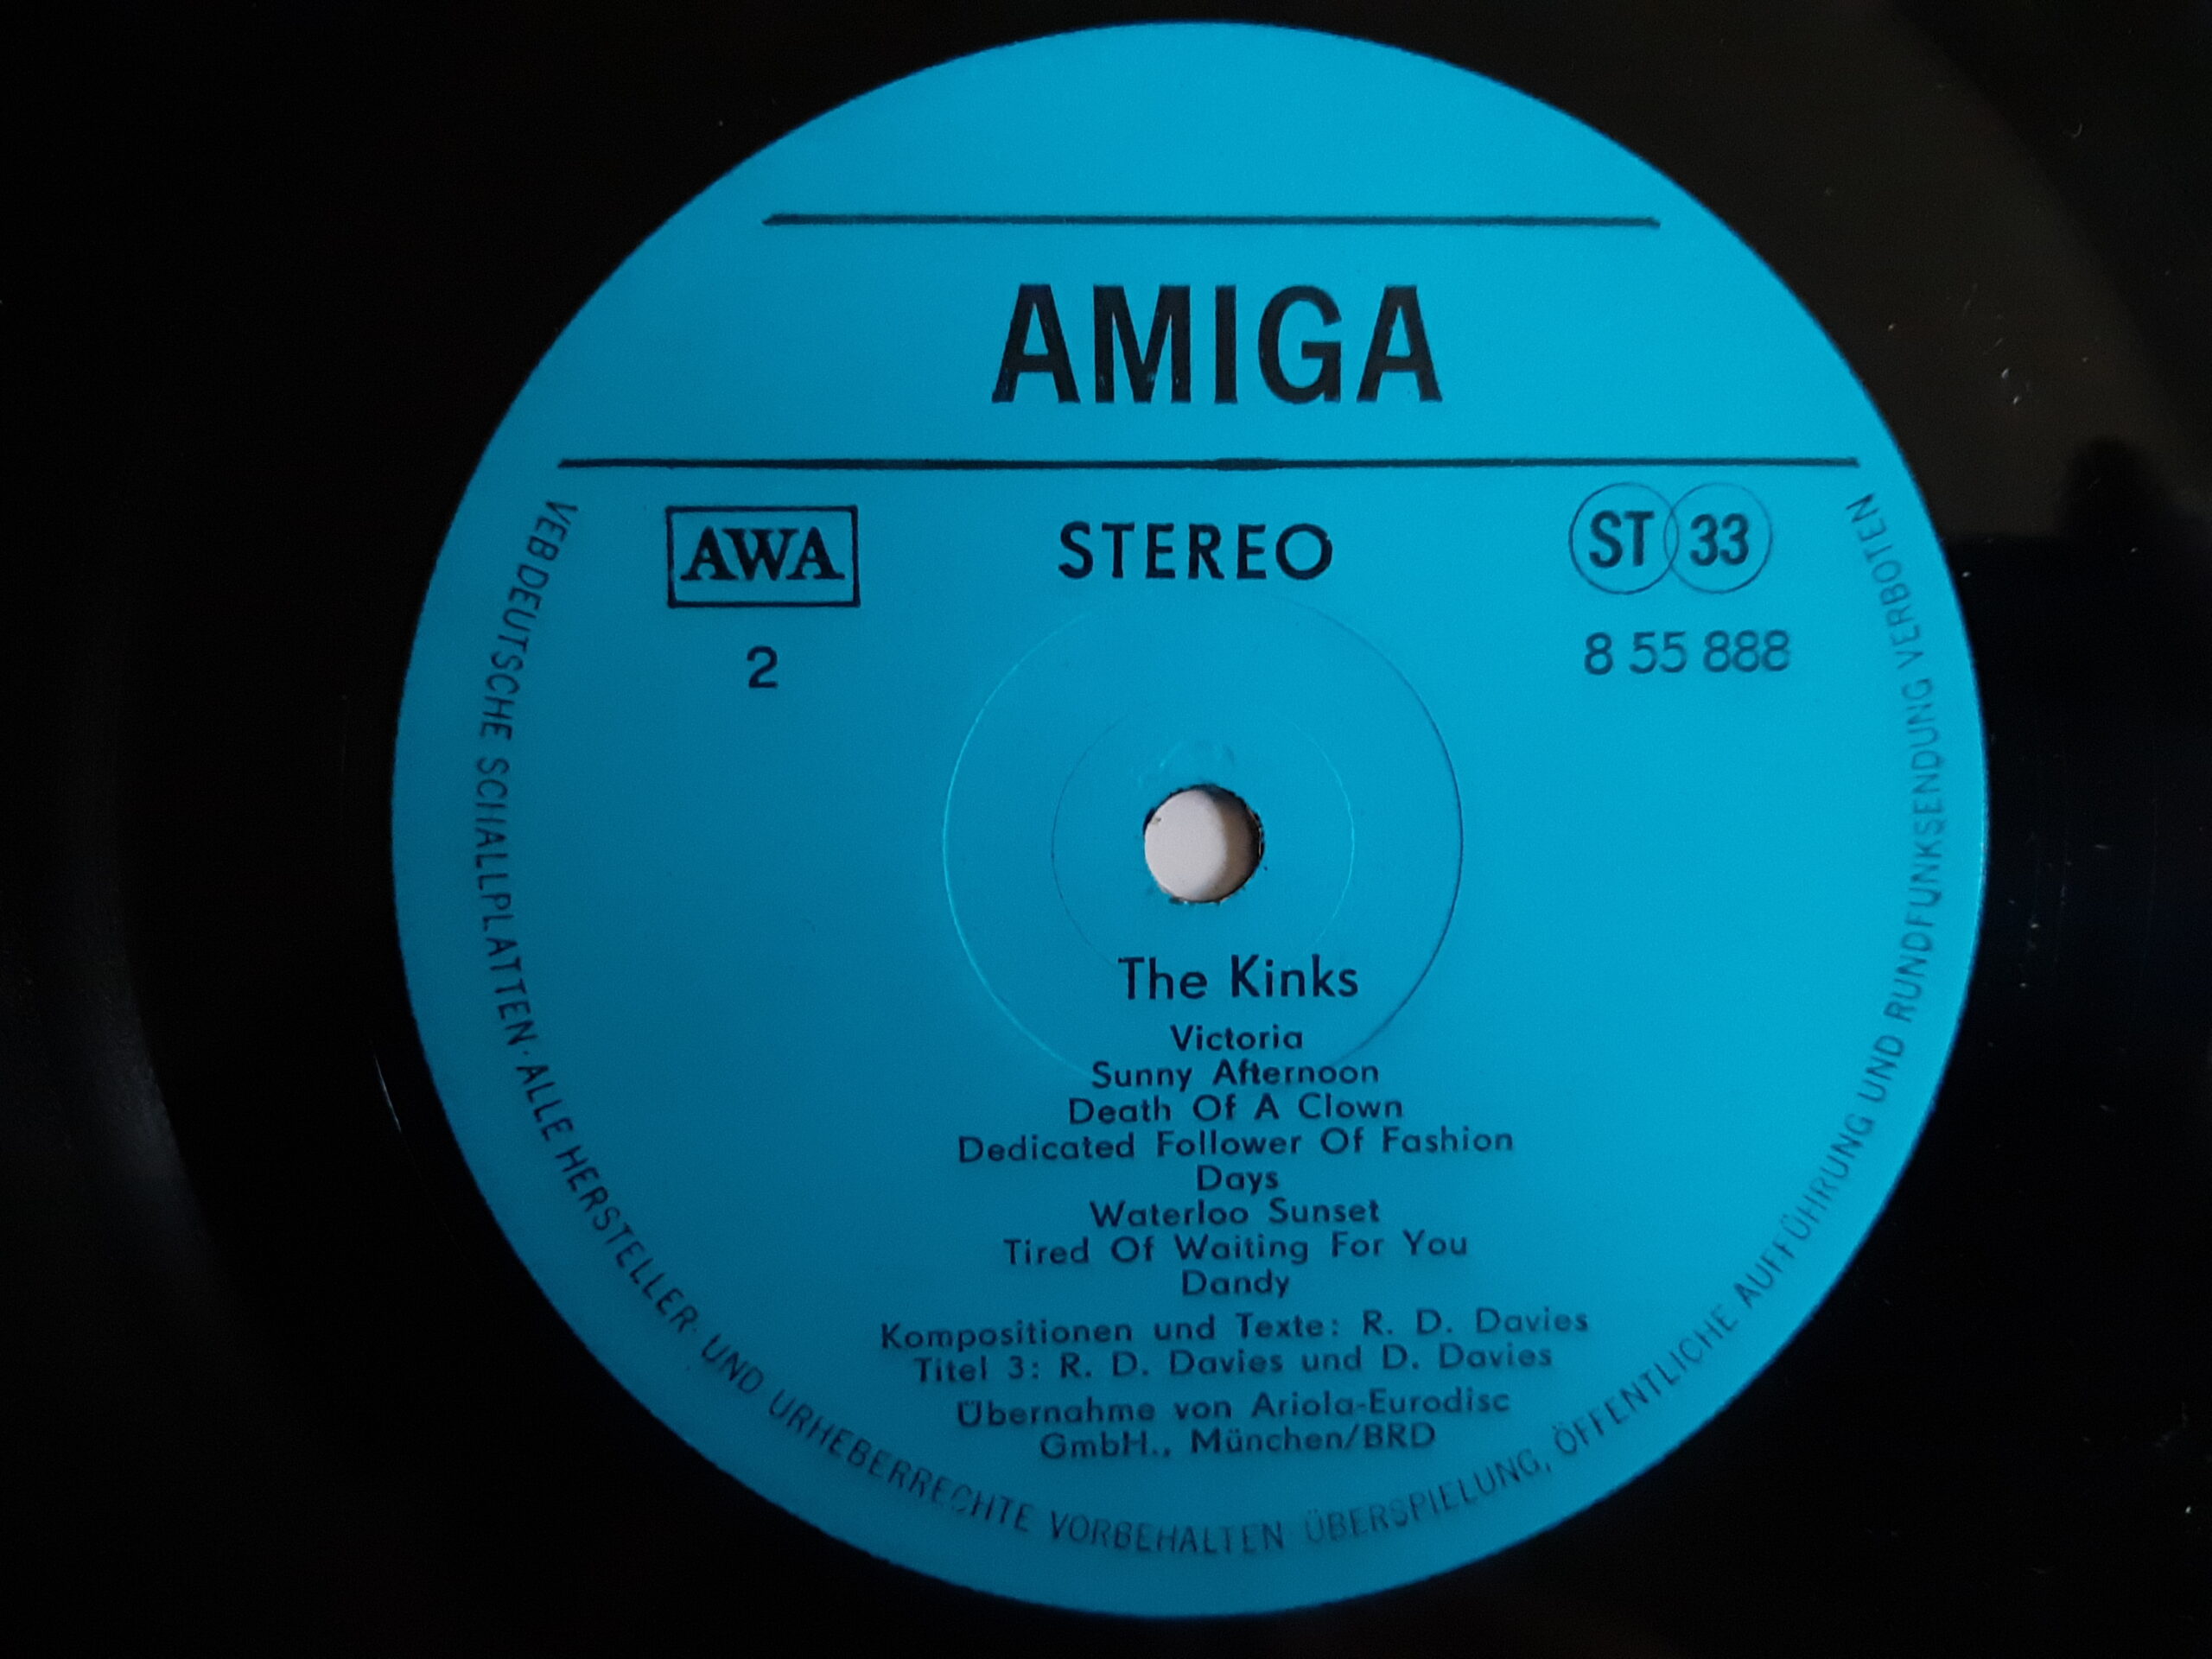 AMIGA
AWA
STEREO
ST 33
2
8 55 888
The Kinks
Victoria
Sunny Afternoon
Death Of A Clown
Dedicated Follower Of Fashion
Days
Waterloo Sunset
Tired Of Waiting For You
Dandy
Kompositionen und Texte: R. D. Davies
Titel 3: R. D. Davies und D. Davies
Übernahme von Ariola-Eurodisc
GmbH., München/BRD
VEB DEUTSCHE SCHALLPLATTEN · ALLE HERSTELLER- UND URHEBERRECHTE VORBEHALTEN · ÜBERSPIELUNG, ÖFFENTLICHE AUFFÜHRUNG UND RUNDFUNKSENDUNG VERBOTEN